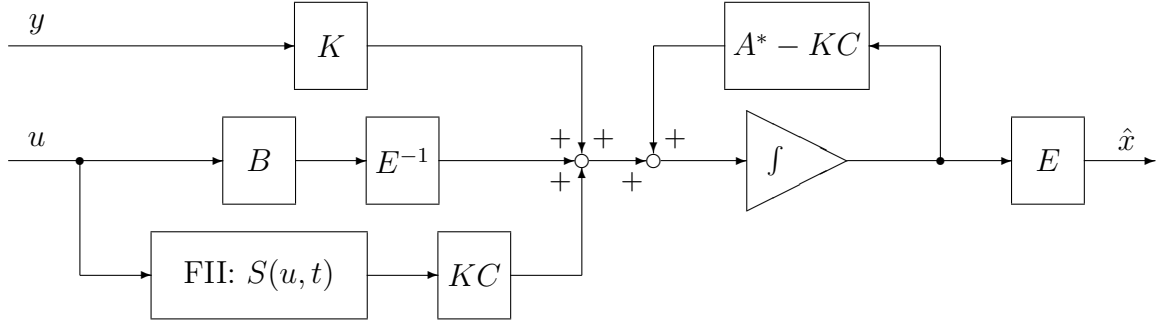 y
K
A* − KC
+
+
+
u
B
E⁻¹
∫
E
x̂
+
+
FII: S(u, t)
KC